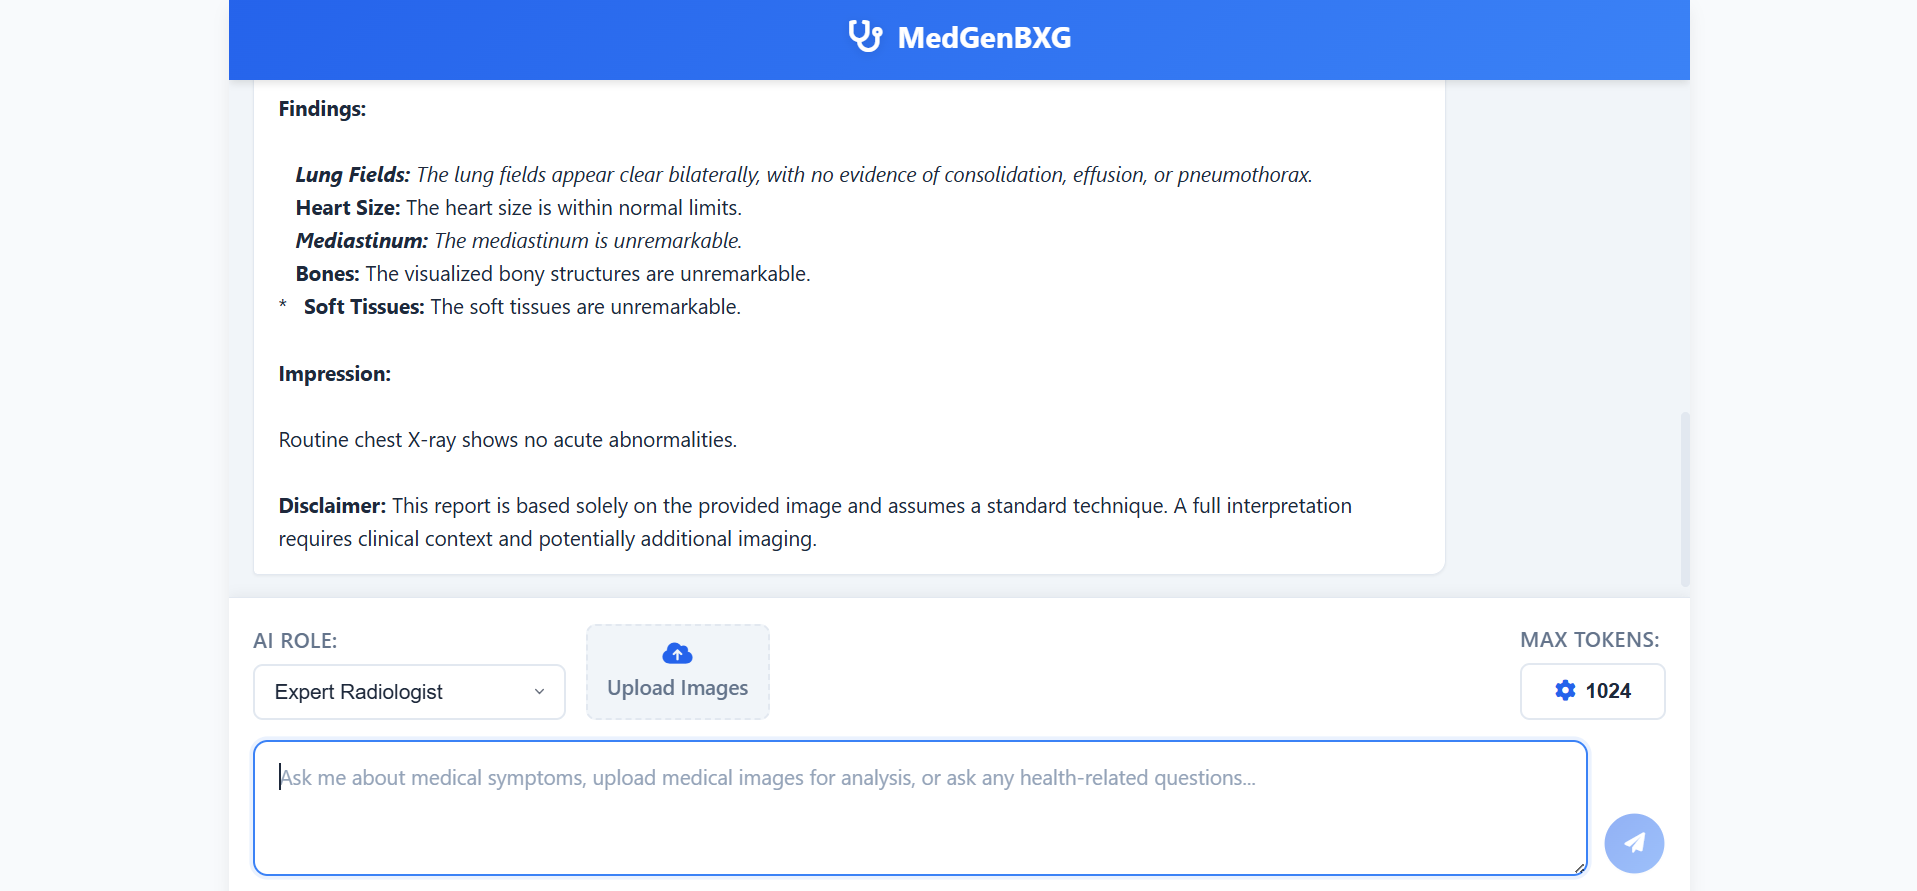 MedGenBXG
Findings:
Lung Fields: The lung fields appear clear bilaterally, with no evidence of consolidation, effusion, or pneumothorax.
Heart Size: The heart size is within normal limits.
Mediastinum: The mediastinum is unremarkable.
Bones: The visualized bony structures are unremarkable.
* Soft Tissues: The soft tissues are unremarkable.
Impression:
Routine chest X-ray shows no acute abnormalities.
Disclaimer: This report is based solely on the provided image and assumes a standard technique. A full interpretation
requires clinical context and potentially additional imaging.
AI ROLE:
Expert Radiologist
Upload Images
MAX TOKENS:
1024
Ask me about medical symptoms, upload medical images for analysis, or ask any health-related questions...